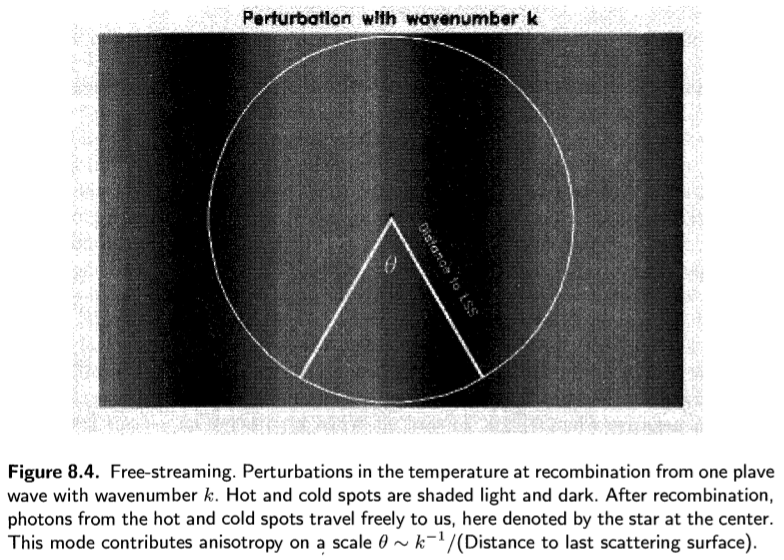 Perturbation with wavenumber k
Distance to LSS
θ
Figure 8.4. Free-streaming. Perturbations in the temperature at recombination from one plave
wave with wavenumber k. Hot and cold spots are shaded light and dark. After recombination,
photons from the hot and cold spots travel freely to us, here denoted by the star at the center.
This mode contributes anisotropy on a scale θ ~ k⁻¹/(Distance to last scattering surface).